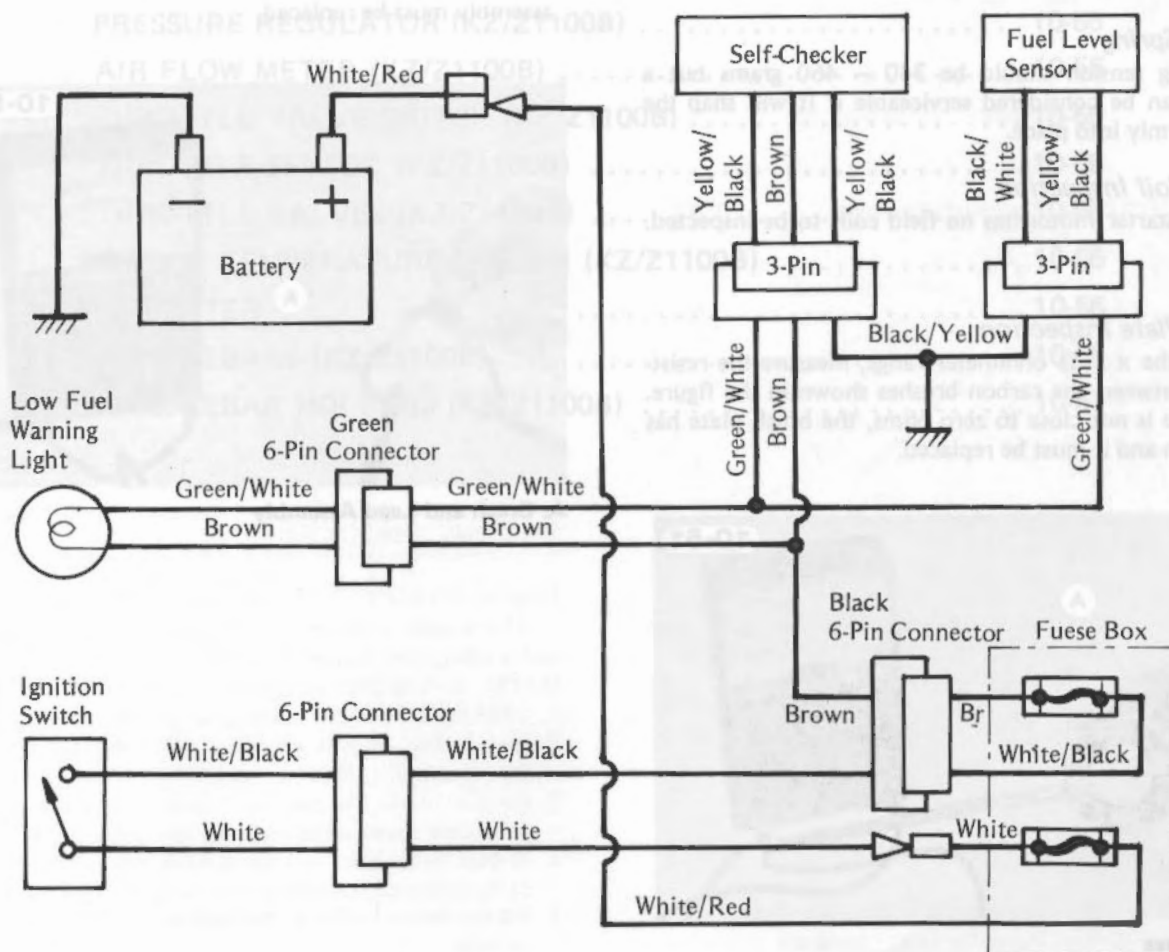 White/Red
Self-Checker
Fuel Level
Sensor
Yellow/
Black
Brown
Yellow/
Black
Black/
White
Yellow/
Black
Battery
3-Pin
3-Pin
Black/Yellow
Green/White
Brown
Green/White
Low Fuel
Warning
Light
Green
6-Pin Connector
Green/White
Green/White
Brown
Brown
Black
6-Pin Connector
Fuese Box
Ignition
Switch
6-Pin Connector
Brown
Br
White/Black
White/Black
White/Black
White
White
White
White/Red